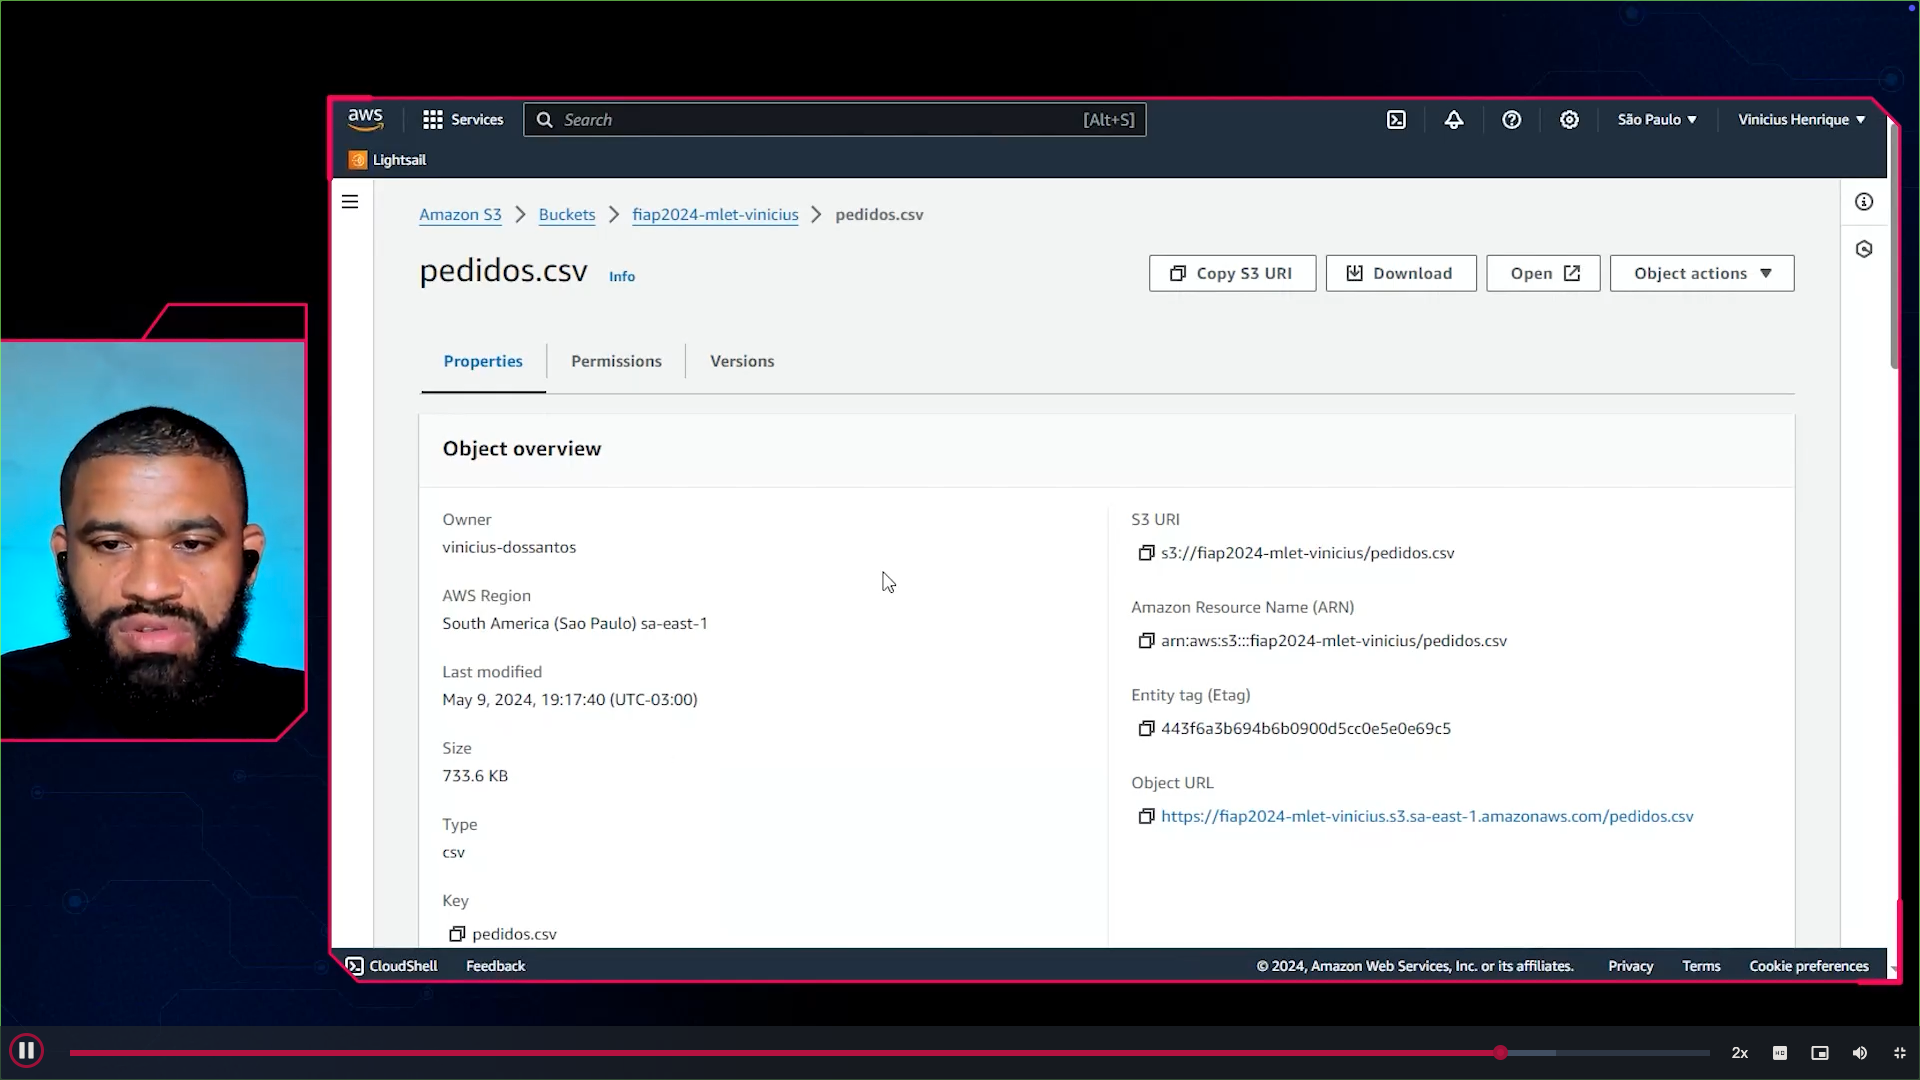 aws
Services
Search
[Alt+S]
São Paulo
Vinicius Henrique
Lightsail
Amazon S3 > Buckets > fiap2024-mlet-vinicius > pedidos.csv
pedidos.csv
Info
Copy S3 URI
Download
Open
Object actions
Properties
Permissions
Versions
Object overview
Owner
vinicius-dossantos
AWS Region
South America (Sao Paulo) sa-east-1
Last modified
May 9, 2024, 19:17:40 (UTC-03:00)
Size
733.6 KB
Type
csv
Key
pedidos.csv
S3 URI
s3://fiap2024-mlet-vinicius/pedidos.csv
Amazon Resource Name (ARN)
arn:aws:s3:::fiap2024-mlet-vinicius/pedidos.csv
Entity tag (Etag)
443f6a3b694b6b0900d5cc0e5e0e69c5
Object URL
https://fiap2024-mlet-vinicius.s3.sa-east-1.amazonaws.com/pedidos.csv
CloudShell
Feedback
© 2024, Amazon Web Services, Inc. or its affiliates.
Privacy
Terms
Cookie preferences
2x
HD